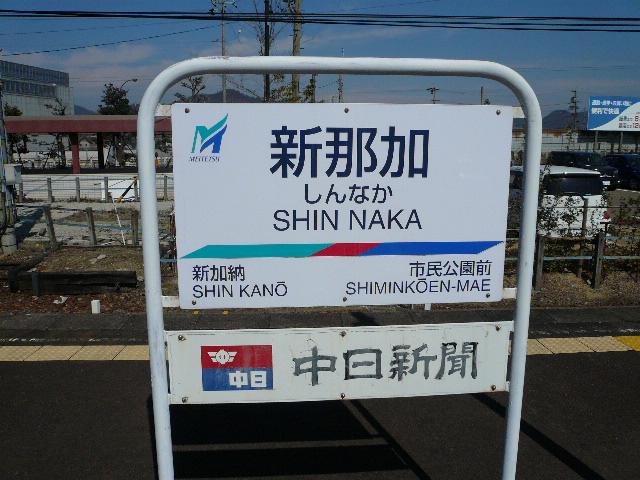 MEITETSU
新那加
しんなか
SHIN NAKA
新加納
SHIN KANŌ
市民公園前
SHIMINKŌEN-MAE
中日
中日新聞